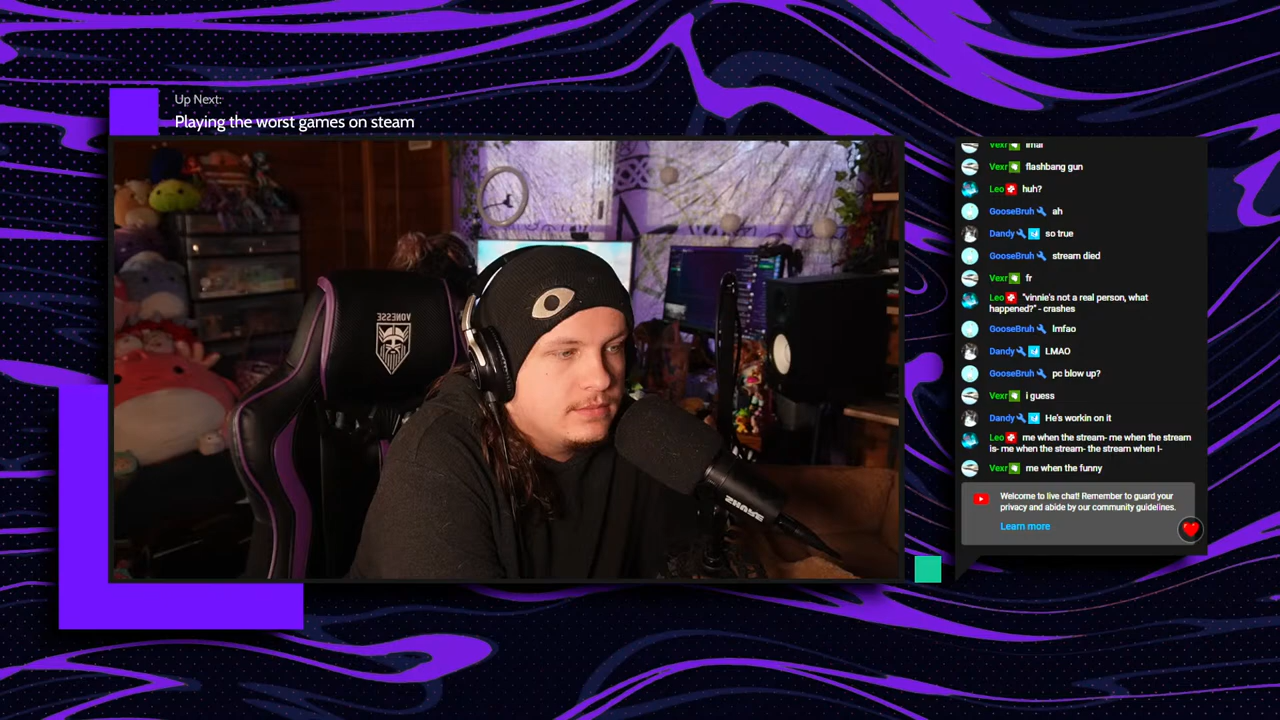 Up Next:
Playing the worst games on steam
VONESSE
SHURE
Vexr lmai
Vexr flashbang gun
Leo huh?
GooseBruh ah
Dandy so true
GooseBruh stream died
Vexr fr
Leo "vinnie's not a real person, what
happened?" - crashes
GooseBruh lmfao
Dandy LMAO
GooseBruh pc blow up?
Vexr i guess
Dandy He's workin on it
Leo me when the stream- me when the stream
is- me when the stream- the stream when I-
Vexr me when the funny
Welcome to live chat! Remember to guard your
privacy and abide by our community guidelines.
Learn more